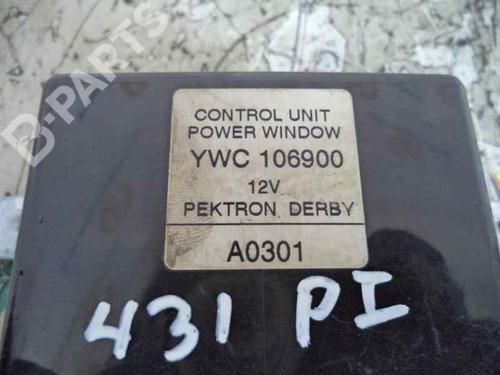 B-PARTS
CONTROL UNIT
POWER WINDOW
YWC 106900
12V.
PEKTRON DERBY
A0301
431 PI